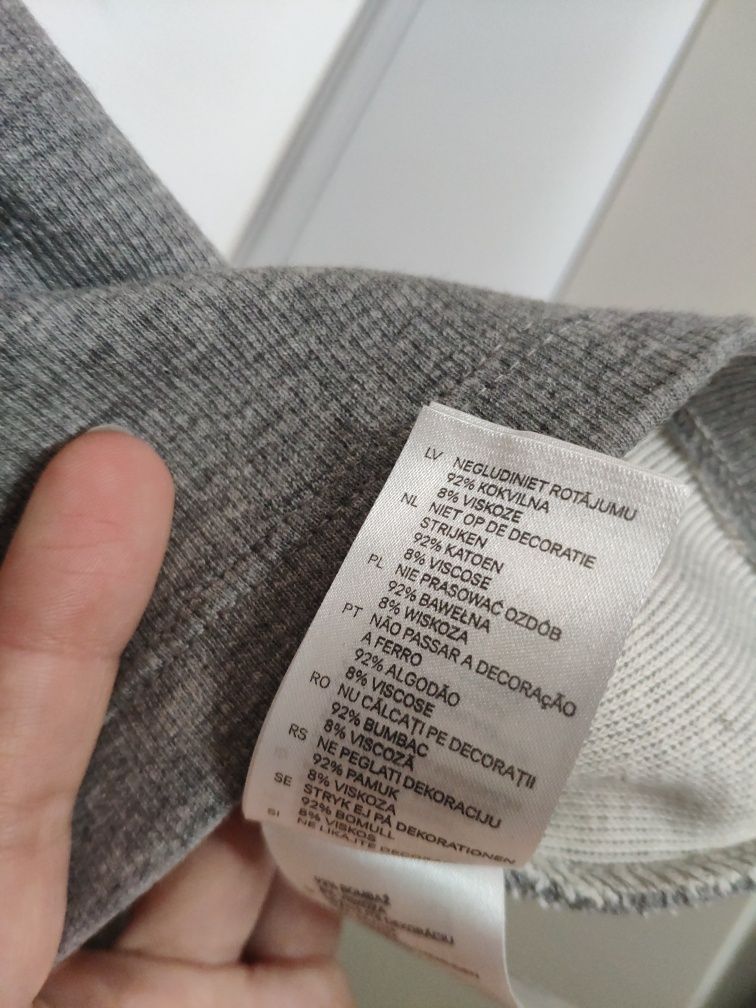 LV NEGLUDINIET ROTĀJUMU
92% KOKVILNA
8% VISKOZE
NL NIET OP DE DECORATIE
STRIJKEN
92% KATOEN
8% VISCOSE
PL NIE PRASOWAĆ OZDÓB
92% BAWEŁNA
8% WISKOZA
PT NÃO PASSAR A DECORAÇÃO
A FERRO
92% ALGODÃO
8% VISCOSE
RO NU CĂLCAȚI PE DECORAȚII
92% BUMBAC
8% VISCOZĂ
RS NE PEGLATI DEKORACIJU
92% PAMUK
8% VISKOZA
SE STRYK EJ PÅ DEKORATIONEN
92% BOMULL
8% VISKOS
SI NE LIKAJTE